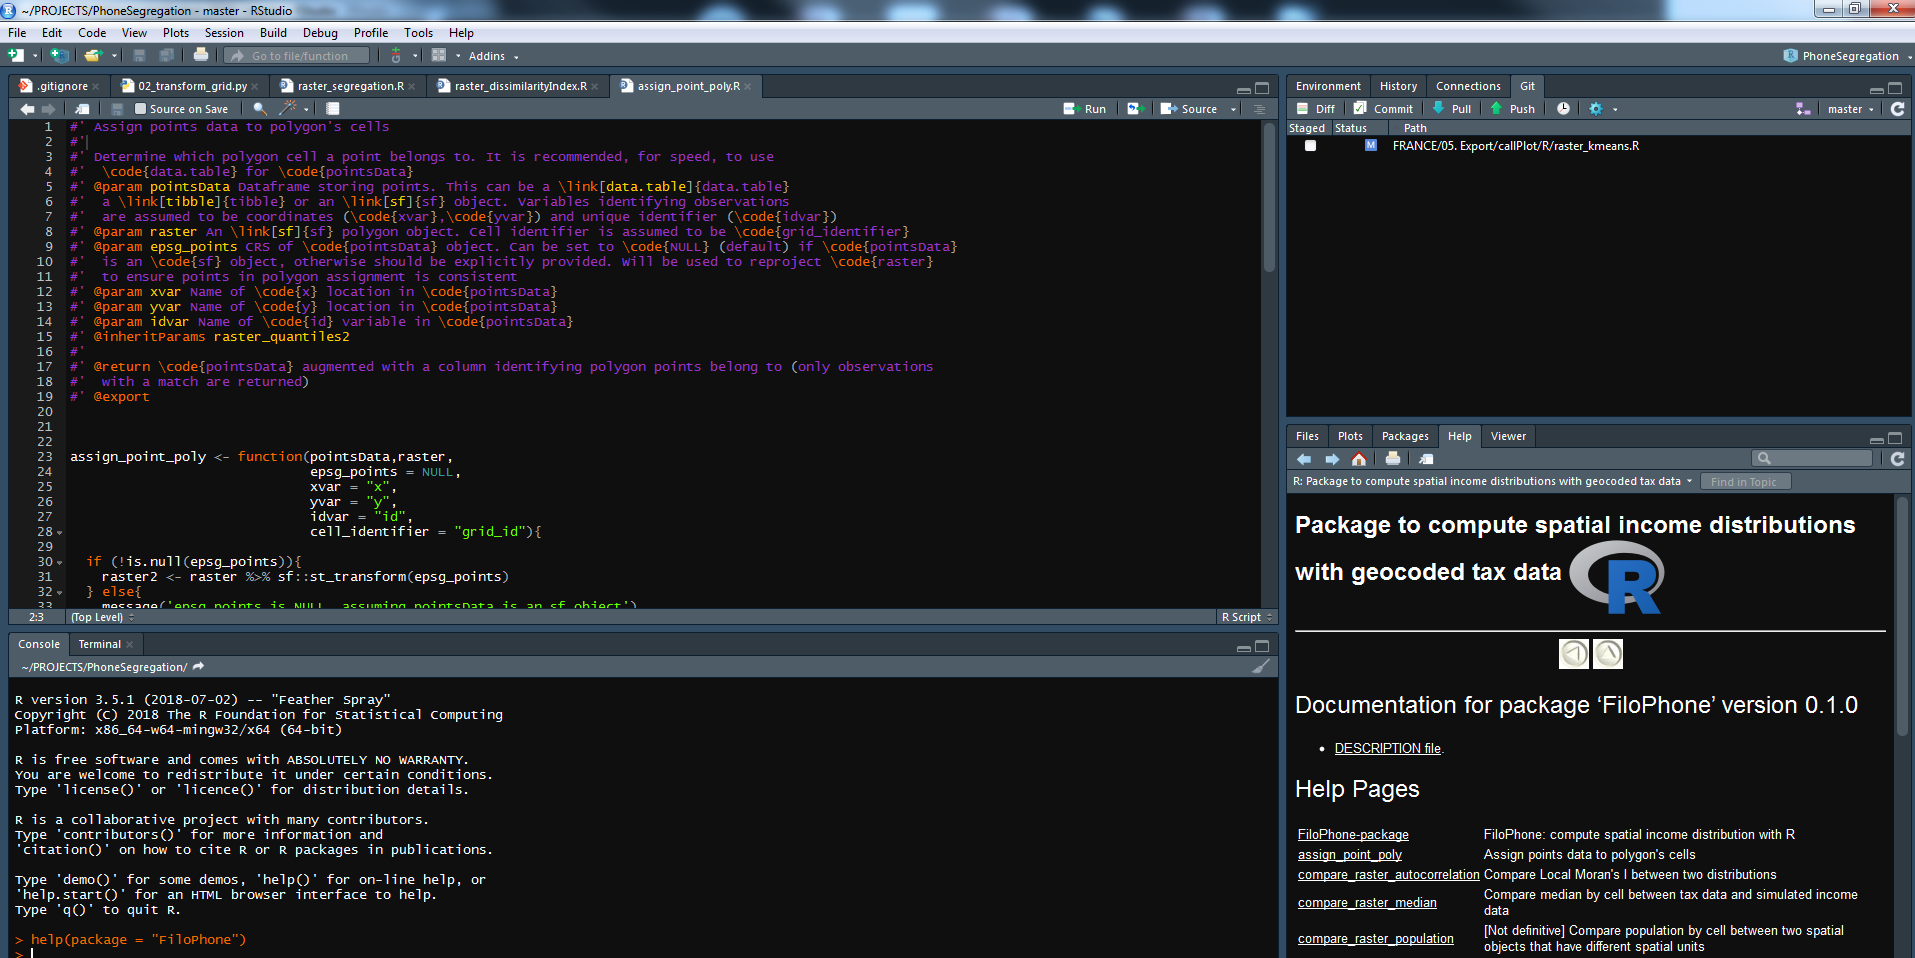 ~/PROJECTS/PhoneSegregation - master - RStudio
File Edit Code View Plots Session Build Debug Profile Tools Help
Go to file/function Addins PhoneSegregation
.gitignore 02_transform_grid.py raster_segregation.R raster_dissimilarityIndex.R assign_point_poly.R
Source on Save Run Source
1 #' Assign points data to polygon's cells
2 #'
3 #' Determine which polygon cell a point belongs to. It is recommended, for speed, to use
4 #'  \code{data.table} for \code{pointsData}
5 #' @param pointsData Dataframe storing points. This can be a \link[data.table]{data.table}
6 #'  a \link[tibble]{tibble} or an \link[sf]{sf} object. Variables identifying observations
7 #'  are assumed to be coordinates (\code{xvar},\code{yvar}) and unique identifier (\code{idvar})
8 #' @param raster An \link[sf]{sf} polygon object. Cell identifier is assumed to be \code{grid_identifier}
9 #' @param epsg_points CRS of \code{pointsData} object. Can be set to \code{NULL} (default) if \code{pointsData}
10 #'  is an \code{sf} object, otherwise should be explicitly provided. Will be used to reproject \code{raster}
11 #'  to ensure points in polygon assignment is consistent
12 #' @param xvar Name of \code{x} location in \code{pointsData}
13 #' @param yvar Name of \code{y} location in \code{pointsData}
14 #' @param idvar Name of \code{id} variable in \code{pointsData}
15 #' @inheritParams raster_quantiles2
16 #'
17 #' @return \code{pointsData} augmented with a column identifying polygon points belong to (only observations
18 #'  with a match are returned)
19 #' @export
20
21
22
23 assign_point_poly <- function(pointsData,raster,
24 epsg_points = NULL,
25 xvar = "x",
26 yvar = "y",
27 idvar = "id",
28 cell_identifier = "grid_id"){
29
30 if (!is.null(epsg_points)){
31 raster2 <- raster %>% sf::st_transform(epsg_points)
32 } else{
33 message('epsg_points is NULL, assuming pointsData is an sf object')
2:3 (Top Level) R Script
Console Terminal
~/PROJECTS/PhoneSegregation/
R version 3.5.1 (2018-07-02) -- "Feather Spray"
Copyright (C) 2018 The R Foundation for Statistical Computing
Platform: x86_64-w64-mingw32/x64 (64-bit)
R is free software and comes with ABSOLUTELY NO WARRANTY.
You are welcome to redistribute it under certain conditions.
Type 'license()' or 'licence()' for distribution details.
R is a collaborative project with many contributors.
Type 'contributors()' for more information and
'citation()' on how to cite R or R packages in publications.
Type 'demo()' for some demos, 'help()' for on-line help, or
'help.start()' for an HTML browser interface to help.
Type 'q()' to quit R.
> help(package = "FiloPhone")
>
Environment History Connections Git
Diff Commit Pull Push master
Staged Status Path
M FRANCE/05. Export/callPlot/R/raster_kmeans.R
Files Plots Packages Help Viewer
R: Package to compute spatial income distributions with geocoded tax data Find in Topic
Package to compute spatial income distributions
with geocoded tax data R
Documentation for package ‘FiloPhone’ version 0.1.0
• DESCRIPTION file.
Help Pages
FiloPhone-package FiloPhone: compute spatial income distribution with R
assign_point_poly Assign points data to polygon's cells
compare_raster_autocorrelation Compare Local Moran's I between two distributions
compare_raster_median Compare median by cell between tax data and simulated income
data
compare_raster_population [Not definitive] Compare population by cell between two spatial
objects that have different spatial units